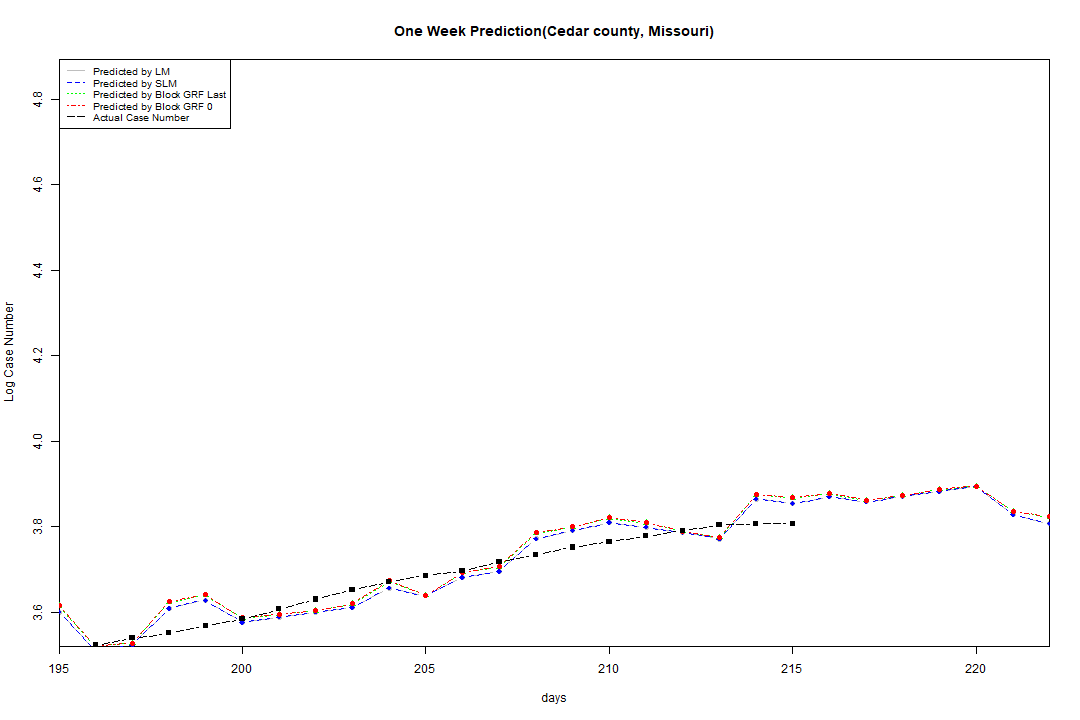 One Week Prediction(Cedar county, Missouri)
Predicted by LM
Predicted by SLM
Predicted by Block GRF Last
Predicted by Block GRF 0
Actual Case Number
4.8
4.6
4.4
4.2
4.0
3.8
3.6
Log Case Number
195 200 205 210 215 220
days